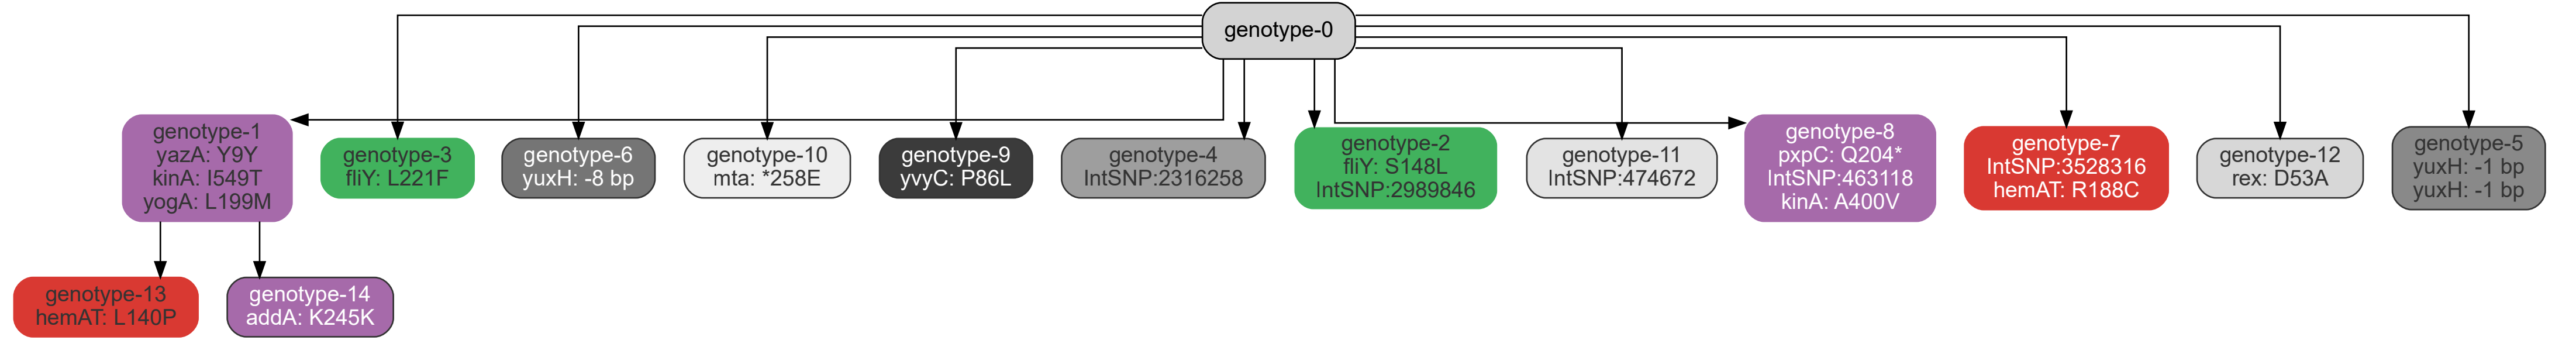 genotype-0
genotype-1
yazA: Y9Y
kinA: I549T
yogA: L199M
genotype-3
fliY: L221F
genotype-6
yuxH: -8 bp
genotype-10
mta: *258E
genotype-9
yvyC: P86L
genotype-4
IntSNP:2316258
genotype-2
fliY: S148L
IntSNP:2989846
genotype-11
IntSNP:474672
genotype-8
pxpC: Q204*
IntSNP:463118
kinA: A400V
genotype-7
IntSNP:3528316
hemAT: R188C
genotype-12
rex: D53A
genotype-5
yuxH: -1 bp
yuxH: -1 bp
genotype-13
hemAT: L140P
genotype-14
addA: K245K